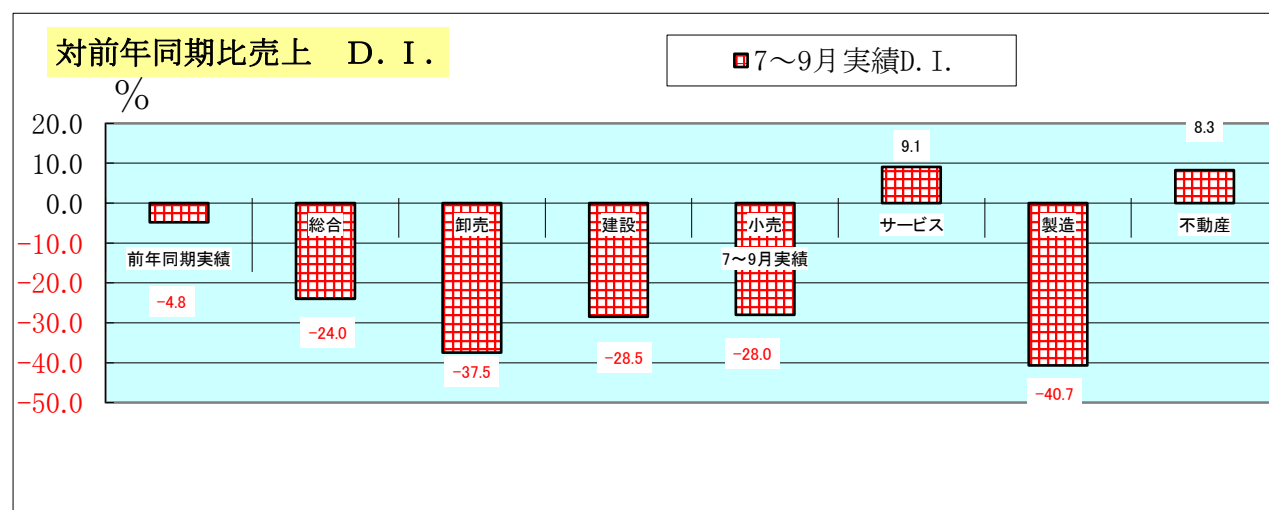 対前年同期比売上　D.I.
7～9月実績D.I.
%
20.0
10.0
0.0
-10.0
-20.0
-30.0
-40.0
-50.0
9.1
8.3
総合
卸売
建設
小売
サービス
製造
不動産
前年同期実績
7～9月実績
-4.8
-24.0
-37.5
-28.5
-28.0
-40.7